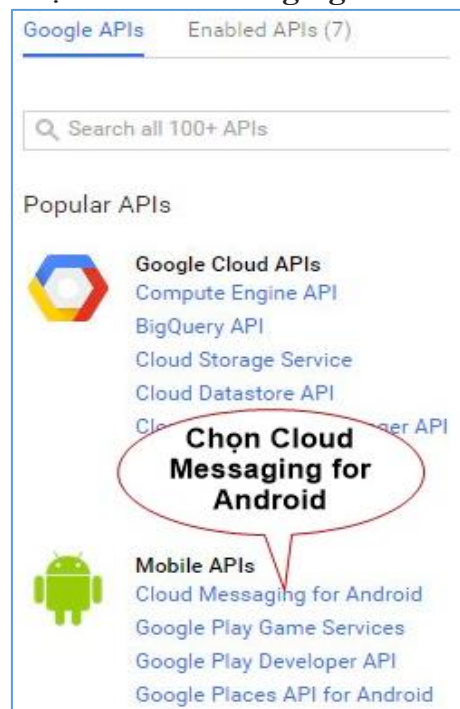 Google APIs Enabled APIs (7)
Search all 100+ APIs
Popular APIs
Google Cloud APIs
Compute Engine API
BigQuery API
Cloud Storage Service
Cloud Datastore API
API
Chọn Cloud
Messaging for
Android
Mobile APIs
Cloud Messaging for Android
Google Play Game Services
Google Play Developer API
Google Places API for Android